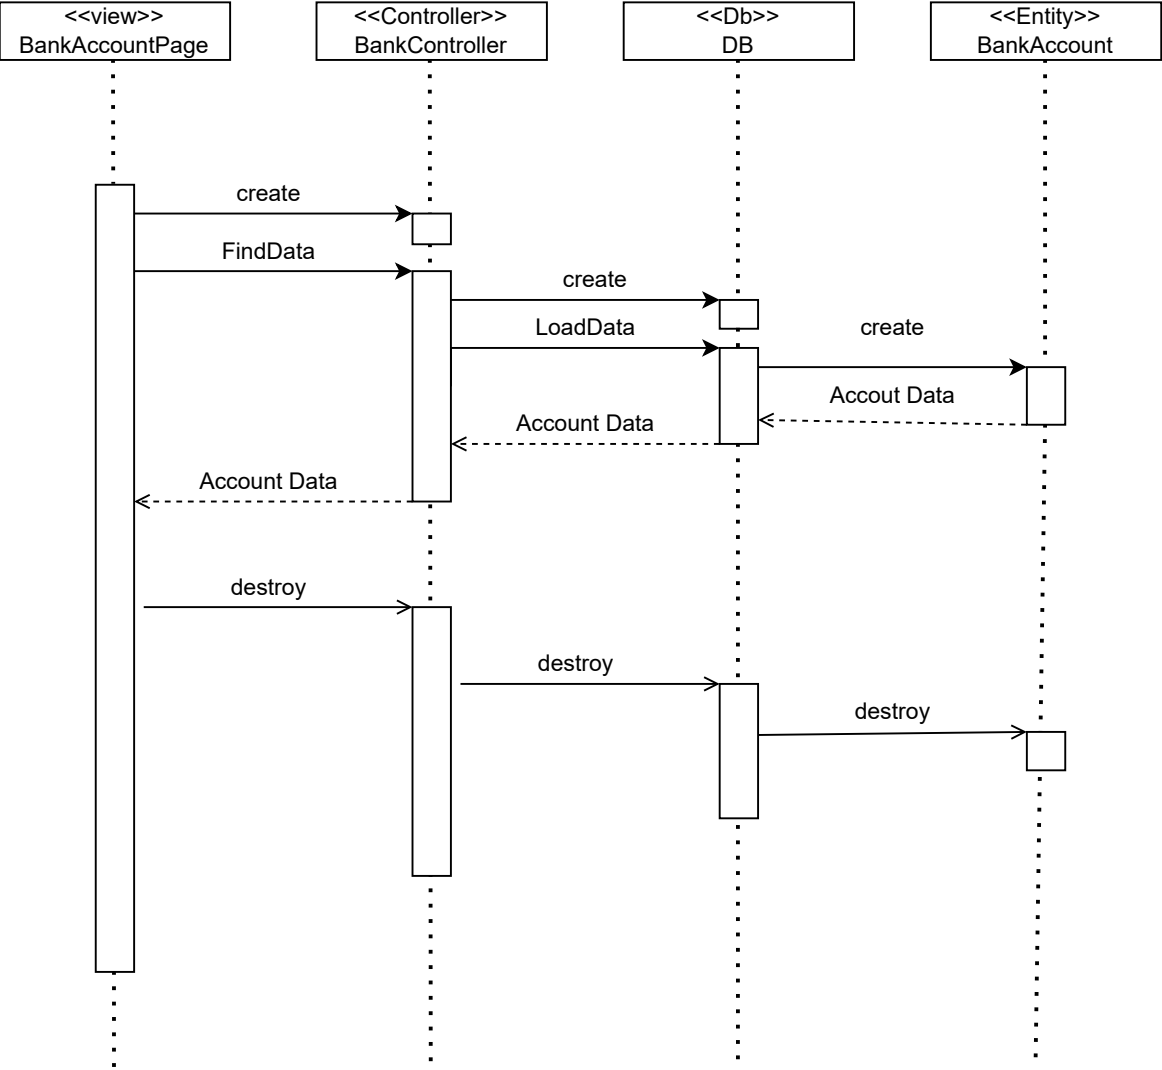 <<view>>
BankAccountPage
<<Controller>>
BankController
<<Db>>
DB
<<Entity>>
BankAccount
create
FindData
create
LoadData
create
Accout Data
Account Data
Account Data
destroy
destroy
destroy